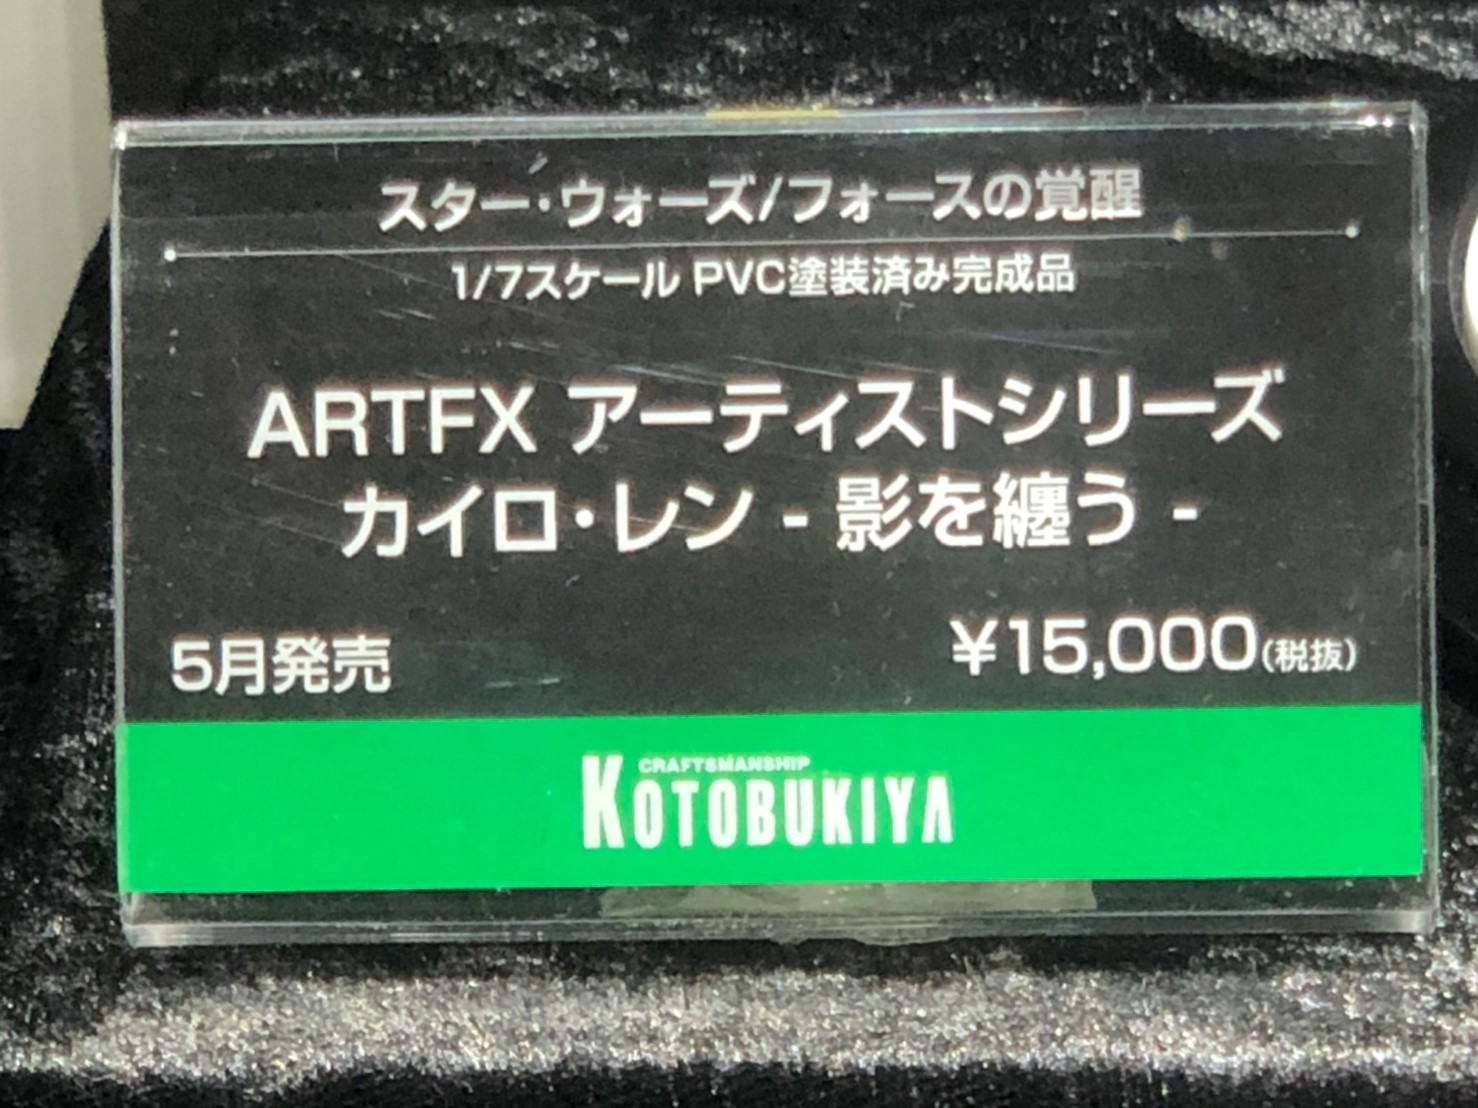 スター・ウォーズ/フォースの覚醒
1/7スケール PVC塗装済み完成品
ARTFX アーティストシリーズ
カイロ・レン - 影を纏う -
5月発売
¥15,000(税抜)
CRAFTSMANSHIP
KOTOBUKIYA